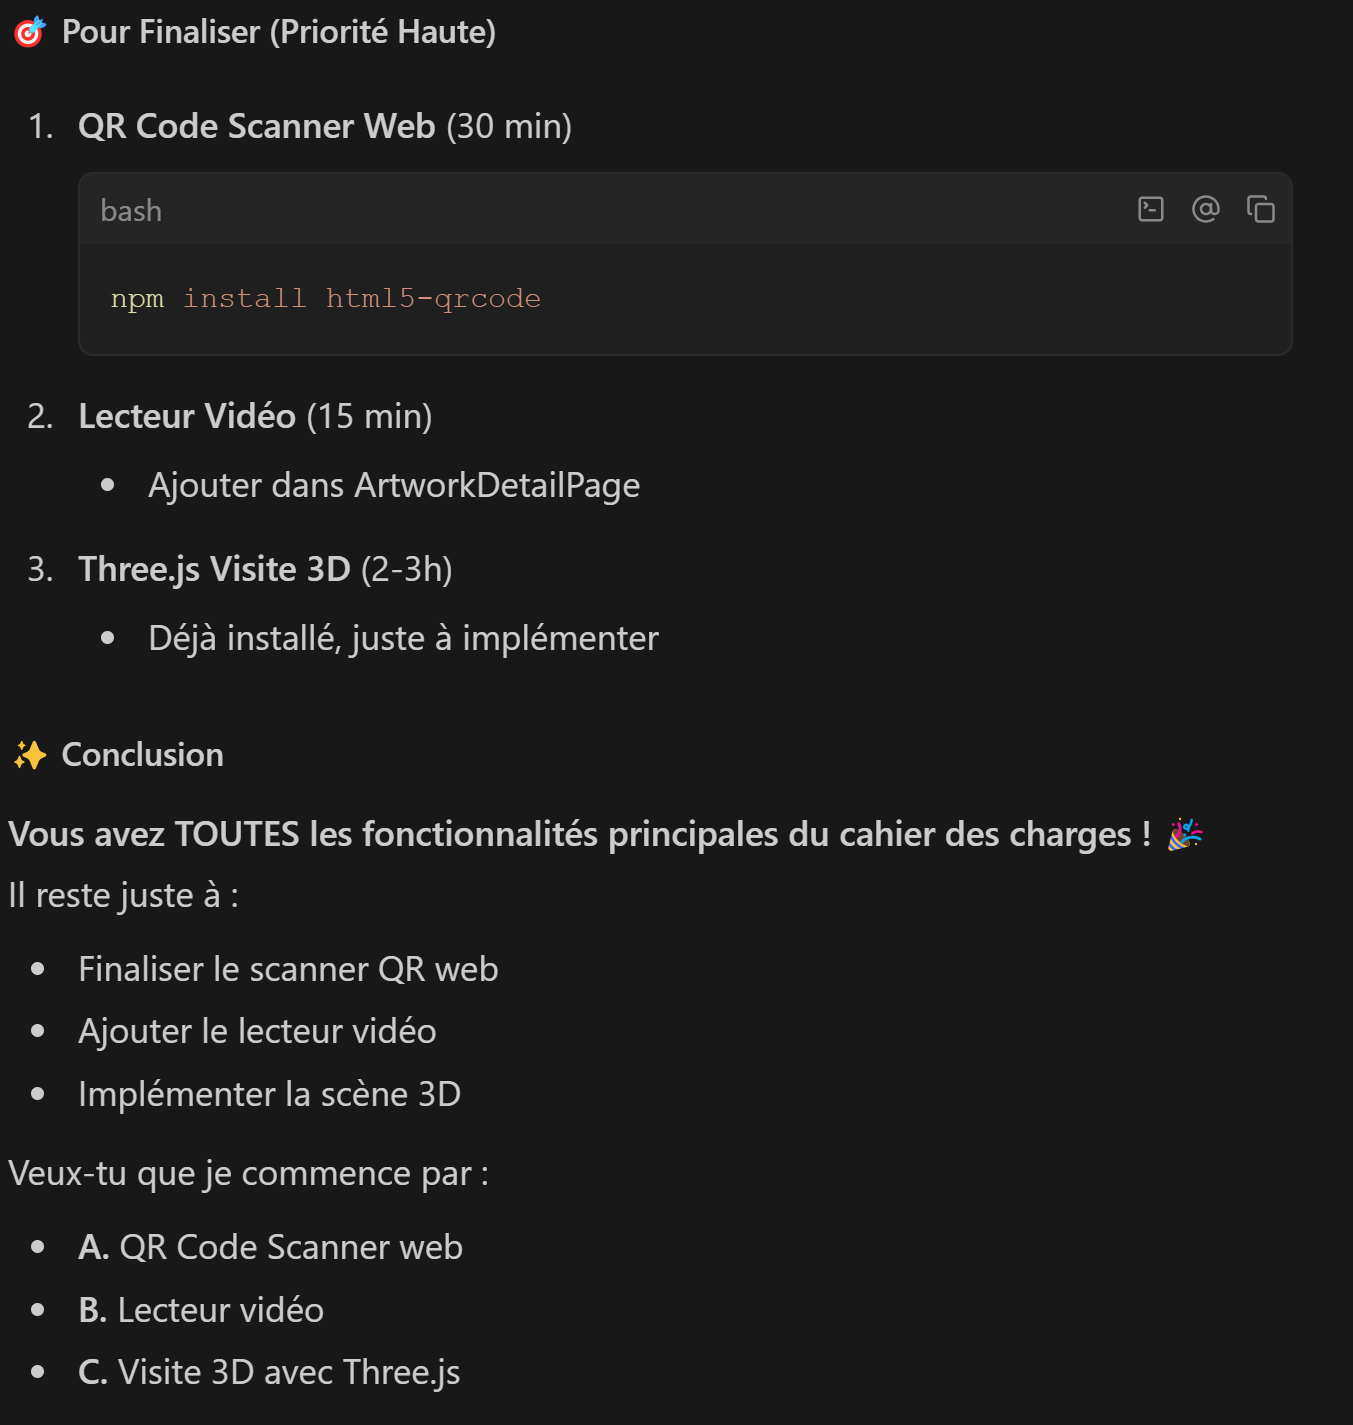 🎯 Pour Finaliser (Priorité Haute)
1. QR Code Scanner Web (30 min)
bash
npm install html5-qrcode
2. Lecteur Vidéo (15 min)
• Ajouter dans ArtworkDetailPage
3. Three.js Visite 3D (2-3h)
• Déjà installé, juste à implémenter
✨ Conclusion
Vous avez TOUTES les fonctionnalités principales du cahier des charges ! 🎉
Il reste juste à :
• Finaliser le scanner QR web
• Ajouter le lecteur vidéo
• Implémenter la scène 3D
Veux-tu que je commence par :
• A. QR Code Scanner web
• B. Lecteur vidéo
• C. Visite 3D avec Three.js